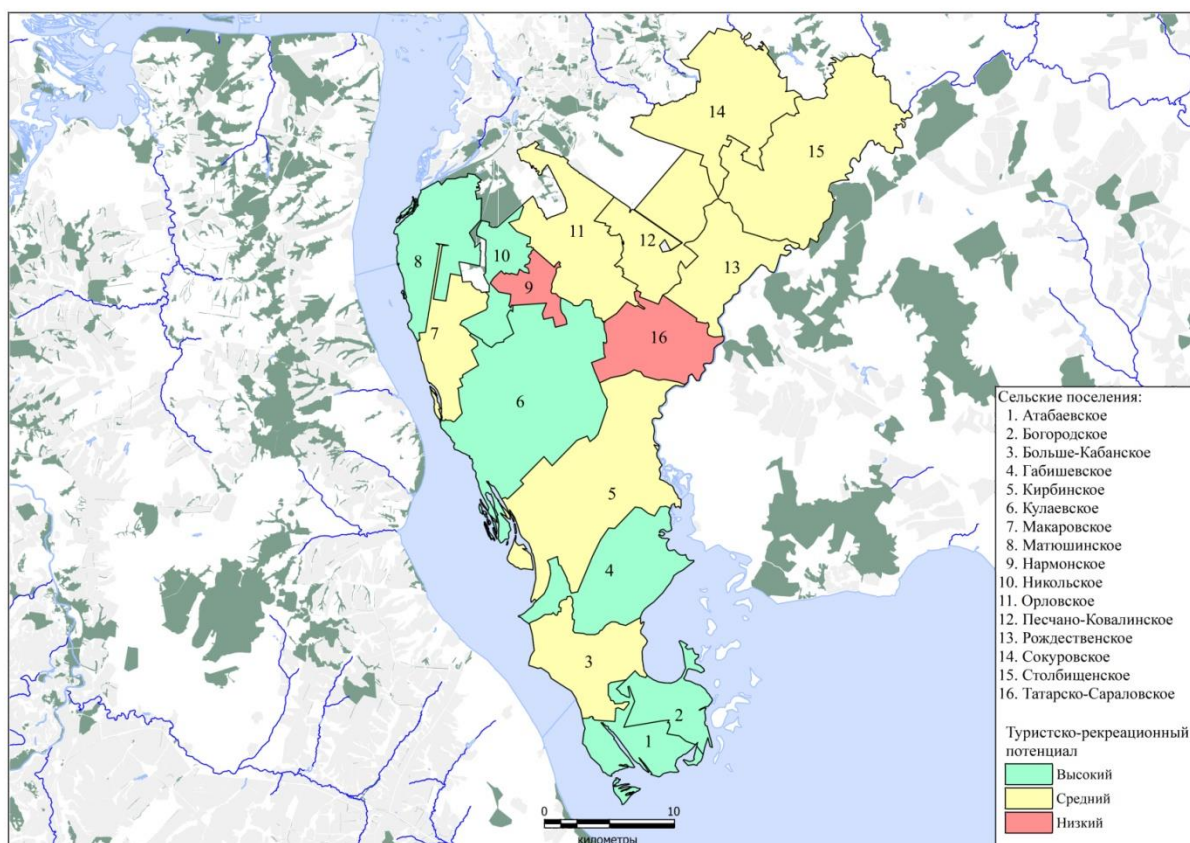 14
15
11
12
10
8
13
9
7
16
6
5
4
3
2
1
Сельские поселения:
1. Атабаевское
2. Богородское
3. Больше-Кабанское
4. Габишевское
5. Кирбинское
6. Кулаевское
7. Макаровское
8. Матюшинское
9. Нармонское
10. Никольское
11. Орловское
12. Песчано-Ковалинское
13. Рождественское
14. Сокуровское
15. Столбищенское
16. Татарско-Сараловское
Туристско-рекреационный
потенциал
Высокий
Средний
Низкий
0 10
километры